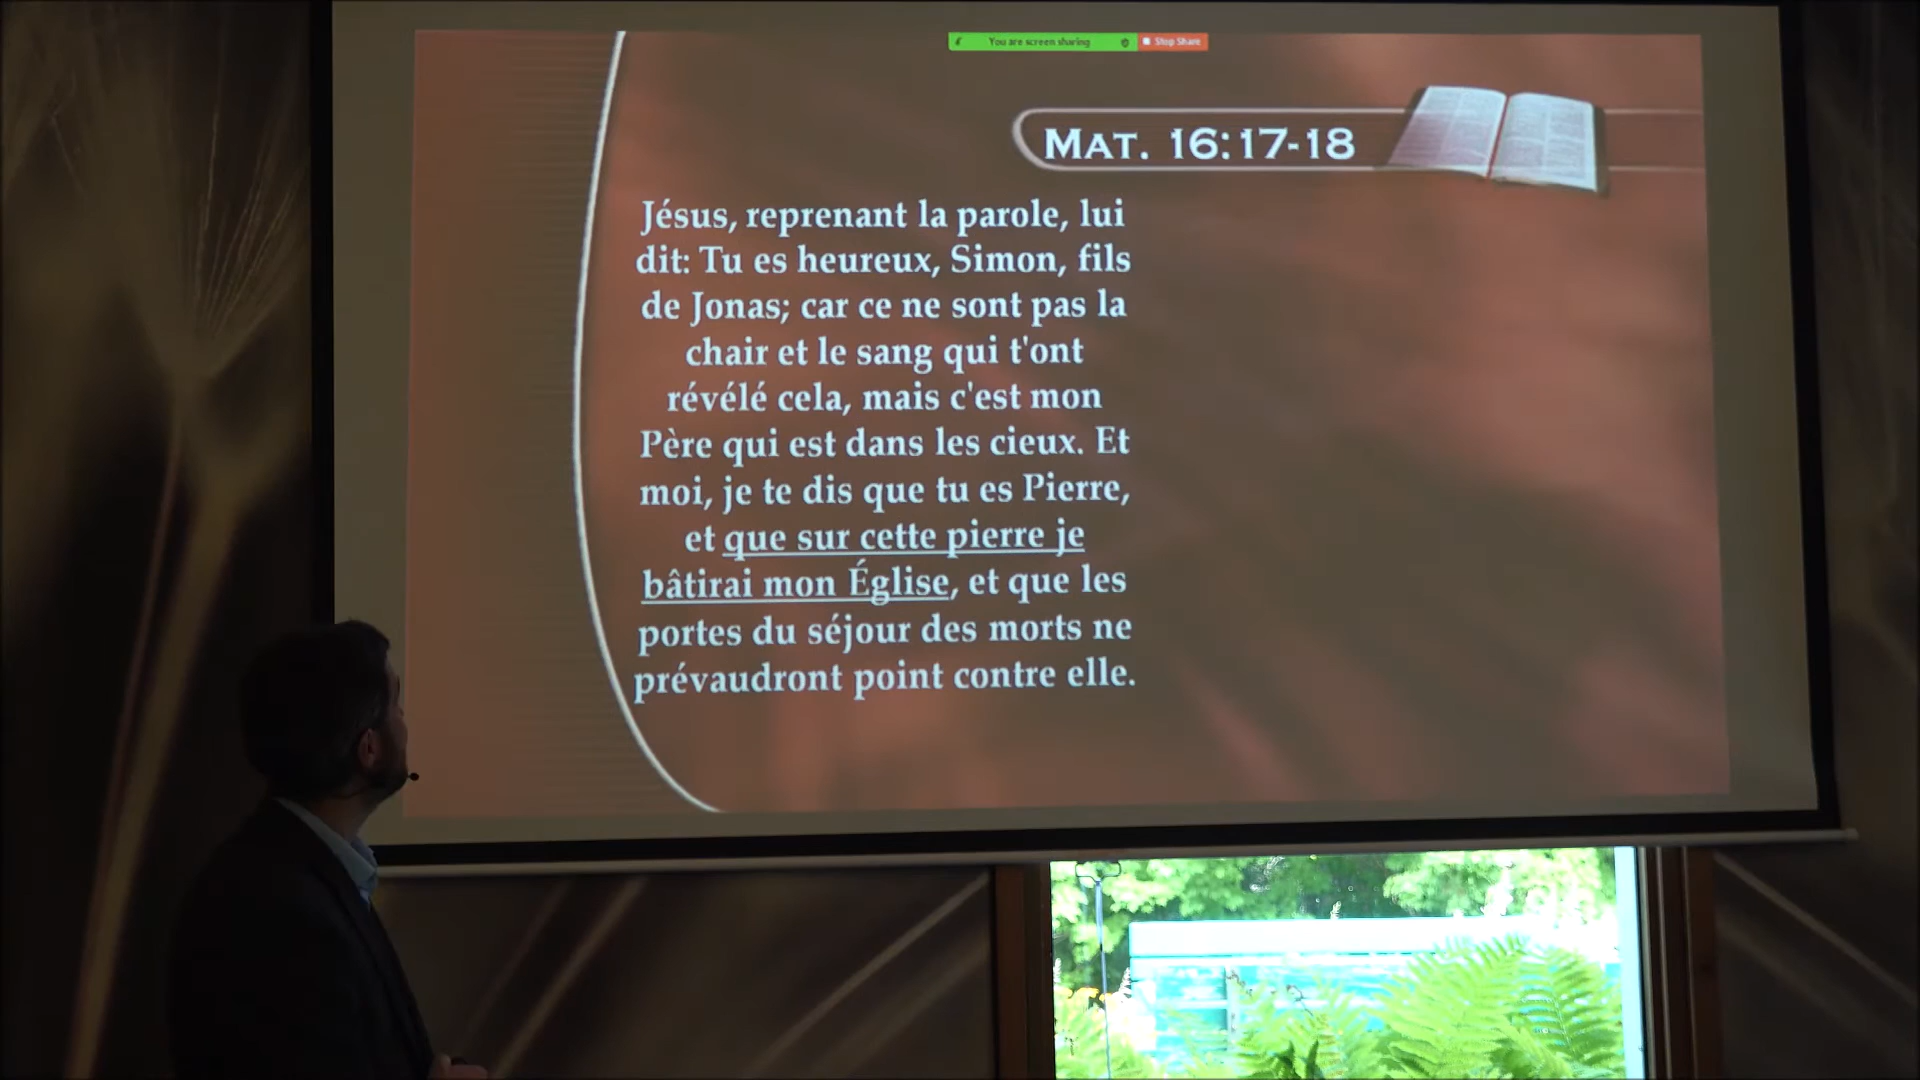 You are screen sharing
Stop Share
MAT. 16:17-18
Jésus, reprenant la parole, lui
dit: Tu es heureux, Simon, fils
de Jonas; car ce ne sont pas la
chair et le sang qui t'ont
révélé cela, mais c'est mon
Père qui est dans les cieux. Et
moi, je te dis que tu es Pierre,
et que sur cette pierre je
bâtirai mon Église, et que les
portes du séjour des morts ne
prévaudront point contre elle.